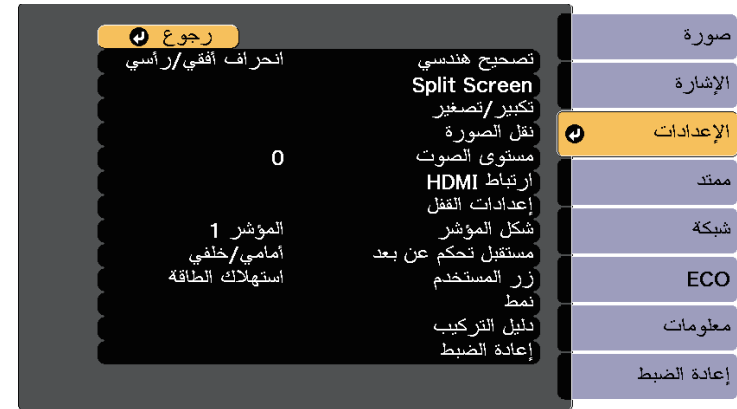 صورة
الإشارة
الإعدادات
ممتد
شبكة
ECO
معلومات
إعادة الضبط
رجوع
تصحيح هندسي انحراف أفقي/رأسي
Split Screen
تكبير/تصغير
نقل الصورة
مستوى الصوت 0
ارتباط HDMI
إعدادات القفل
شكل المؤشر المؤشر 1
مستقبل تحكم عن بعد أمامي/خلفي
زر المستخدم استهلاك الطاقة
نمط
دليل التركيب
إعادة الضبط